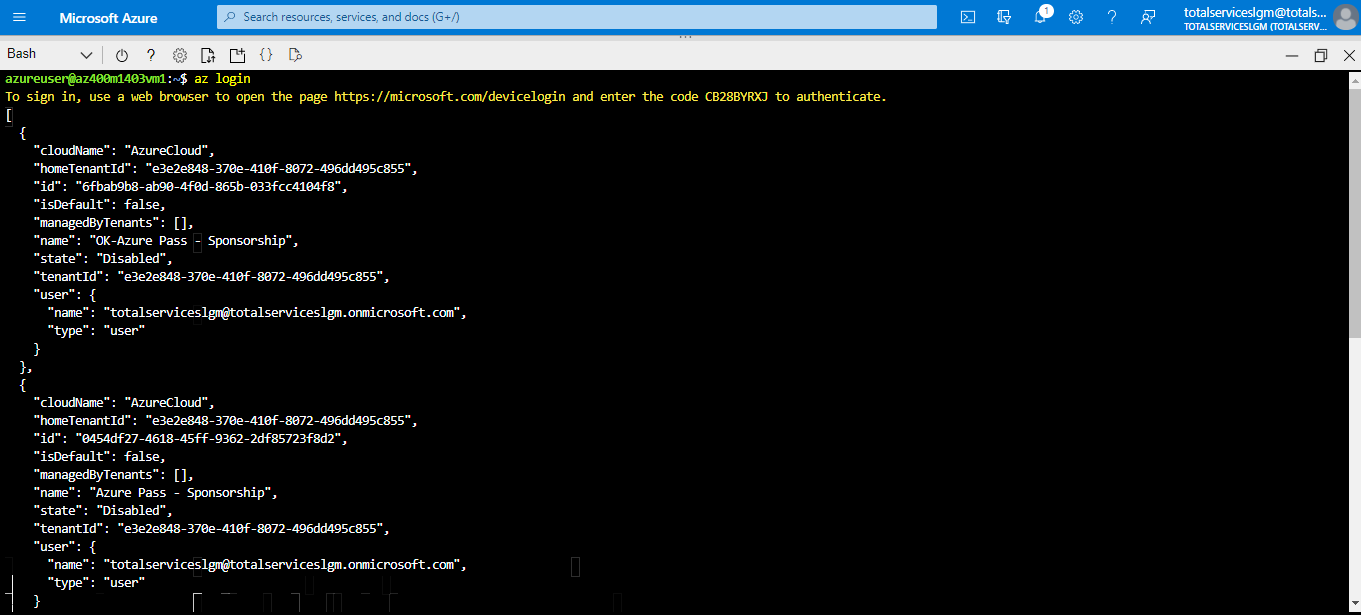 Microsoft Azure
Search resources, services, and docs (G+/)
1
totalserviceslgm@totals...
TOTALSERVICESLGM (TOTALSERV...
Bash
azureuser@az400m1403vm1:~$ az login
To sign in, use a web browser to open the page https://microsoft.com/devicelogin and enter the code CB28BYRXJ to authenticate.
[
{
"cloudName": "AzureCloud",
"homeTenantId": "e3e2e848-370e-410f-8072-496dd495c855",
"id": "6fbab9b8-ab90-4f0d-865b-033fcc4104f8",
"isDefault": false,
"managedByTenants": [],
"name": "OK-Azure Pass - Sponsorship",
"state": "Disabled",
"tenantId": "e3e2e848-370e-410f-8072-496dd495c855",
"user": {
"name": "totalserviceslgm@totalserviceslgm.onmicrosoft.com",
"type": "user"
}
},
{
"cloudName": "AzureCloud",
"homeTenantId": "e3e2e848-370e-410f-8072-496dd495c855",
"id": "0454df27-4618-45ff-9362-2df85723f8d2",
"isDefault": false,
"managedByTenants": [],
"name": "Azure Pass - Sponsorship",
"state": "Disabled",
"tenantId": "e3e2e848-370e-410f-8072-496dd495c855",
"user": {
"name": "totalserviceslgm@totalserviceslgm.onmicrosoft.com",
"type": "user"
}